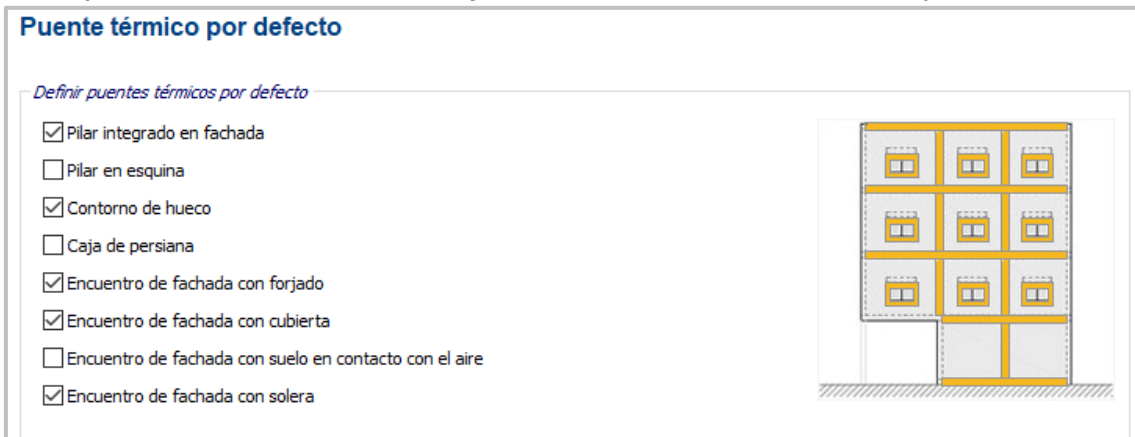 Puente térmico por defecto
Definir puentes térmicos por defecto
Pilar integrado en fachada
Pilar en esquina
Contorno de hueco
Caja de persiana
Encuentro de fachada con forjado
Encuentro de fachada con cubierta
Encuentro de fachada con suelo en contacto con el aire
Encuentro de fachada con solera